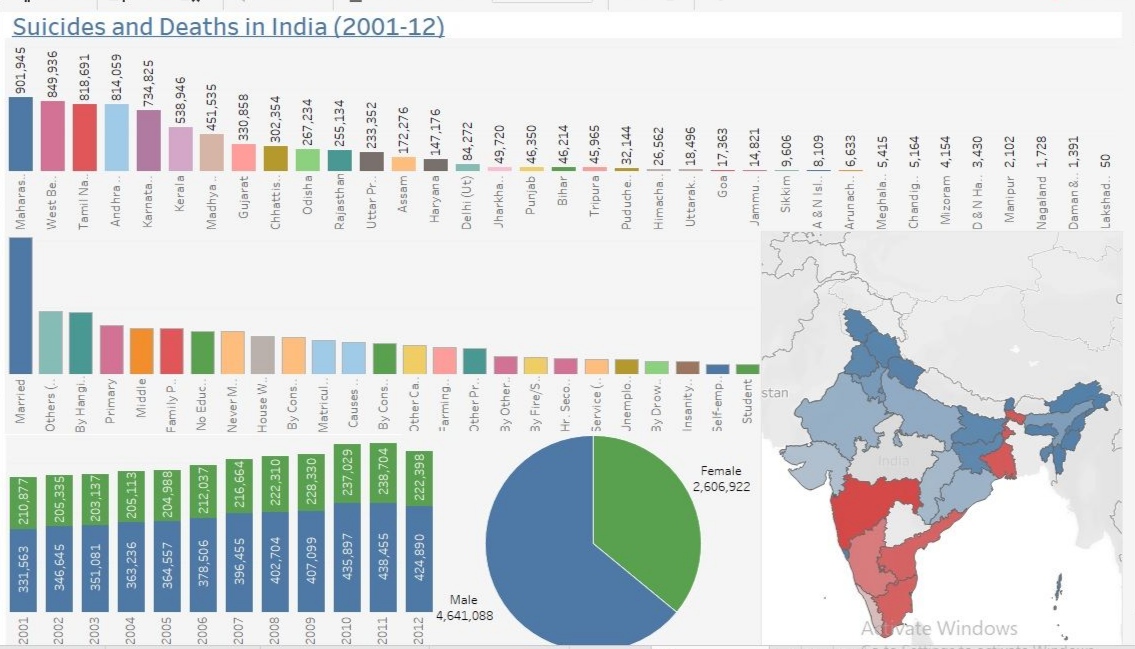 Suicides and Deaths in India (2001-12)
901,945
849,936
818,691
814,059
734,825
538,946
451,535
330,858
302,354
267,234
255,134
233,352
172,276
147,176
84,272
49,720
46,350
46,214
45,965
32,144
26,562
18,496
17,363
14,821
9,606
8,109
6,633
5,415
5,164
4,154
3,430
2,102
1,728
1,391
50
Maharas..
West Be..
Tamil Na..
Andhra ..
Karnata..
Kerala
Madhya ..
Gujarat
Chhattis..
Odisha
Rajasthan
Uttar Pr..
Assam
Haryana
Delhi (Ut)
Jharkha..
Punjab
Bihar
Tripura
Puduche..
Himacha..
Uttarak..
Goa
Jammu ..
Sikkim
A & N Isl..
Arunach..
Meghala..
Chandig..
Mizoram
D & N Ha..
Manipur
Nagaland
Daman &..
Lakshad..
Married
Others (..
By Hangi..
Primary
Middle
Family P..
No Educ..
Never M..
House W..
By Cons..
Matricul..
Causes ..
By Cons..
Other Ca..
Farming..
Other Pr..
By Other..
By Fire/S..
Hr. Seco..
Service (..
Unemplo..
By Drow..
Insanity..
Self-emp..
Student
stan
India
210,877
205,335
203,137
205,113
204,988
212,037
216,664
222,310
228,330
237,029
238,704
222,398
331,563
346,645
351,081
363,236
364,557
378,506
396,455
402,704
407,099
435,897
438,455
424,890
2001
2002
2003
2004
2005
2006
2007
2008
2009
2010
2011
2012
Female
2,606,922
Male
4,641,088
Activate Windows